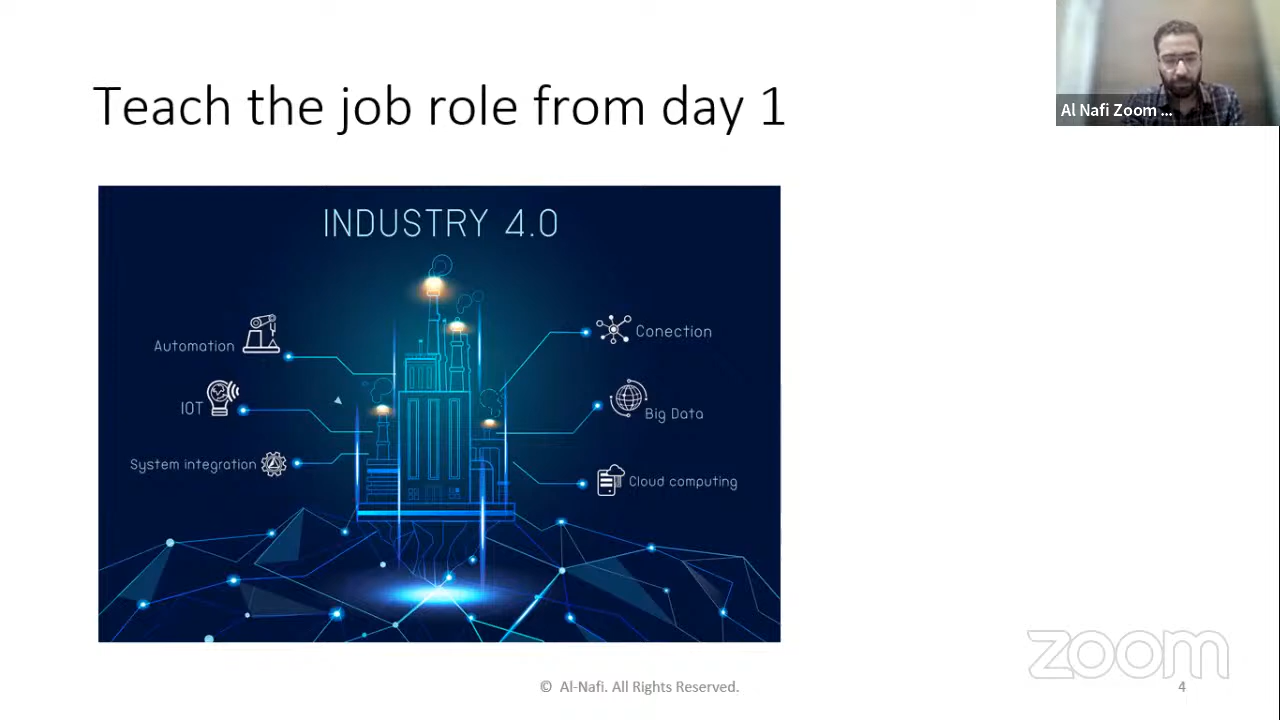 Teach the job role from day 1
Al Nafi Zoom ...
INDUSTRY 4.0
Automation
Conection
IOT
Big Data
System integration
Cloud computing
zoom
© Al-Nafi. All Rights Reserved.
4